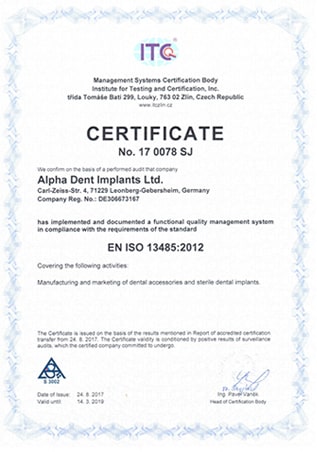 ITC
Management Systems Certification Body
Institute for Testing and Certification, Inc.
třída Tomáše Bati 299, Louky, 763 02 Zlín, Czech Republic
www.itczlin.cz
CERTIFICATE
No. 17 0078 SJ
We confirm on the basis of a performed audit that company
Alpha Dent Implants Ltd.
Carl-Zeiss-Str. 4, 71229 Leonberg-Gebersheim, Germany
Company Reg. No.: DE306673167
has implemented and documented a functional quality management system
in compliance with the requirements of the standard
EN ISO 13485:2012
Covering the following activities:
Manufacturing and marketing of dental accessories and sterile dental implants.
The Certificate is issued on the basis of the results mentioned in Report of accredited certification
transfer from 24. 8. 2017. The Certificate validity is conditioned by positive results of surveillance
audits, which the certified company committed to undergo.
S 3002
Date of issue: 24. 8. 2017
Valid until 14. 3. 2019
Ing. Pavel Vaněk
Head of Certification Body